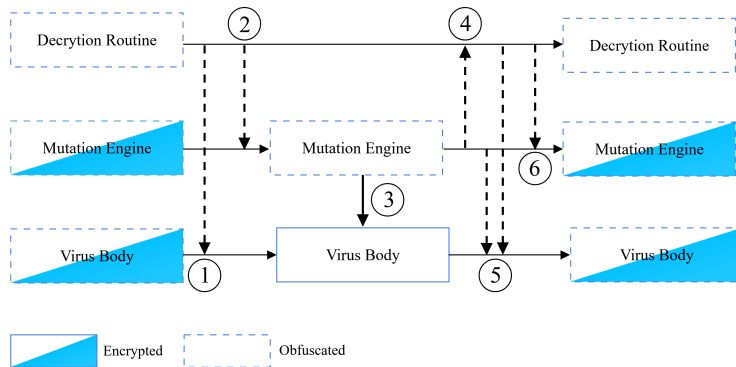 2
4
Decrytion Routine
Decrytion Routine
Mutation Engine
Mutation Engine
Mutation Engine
6
3
Virus Body
Virus Body
Virus Body
1
5
Encrypted
Obfuscated